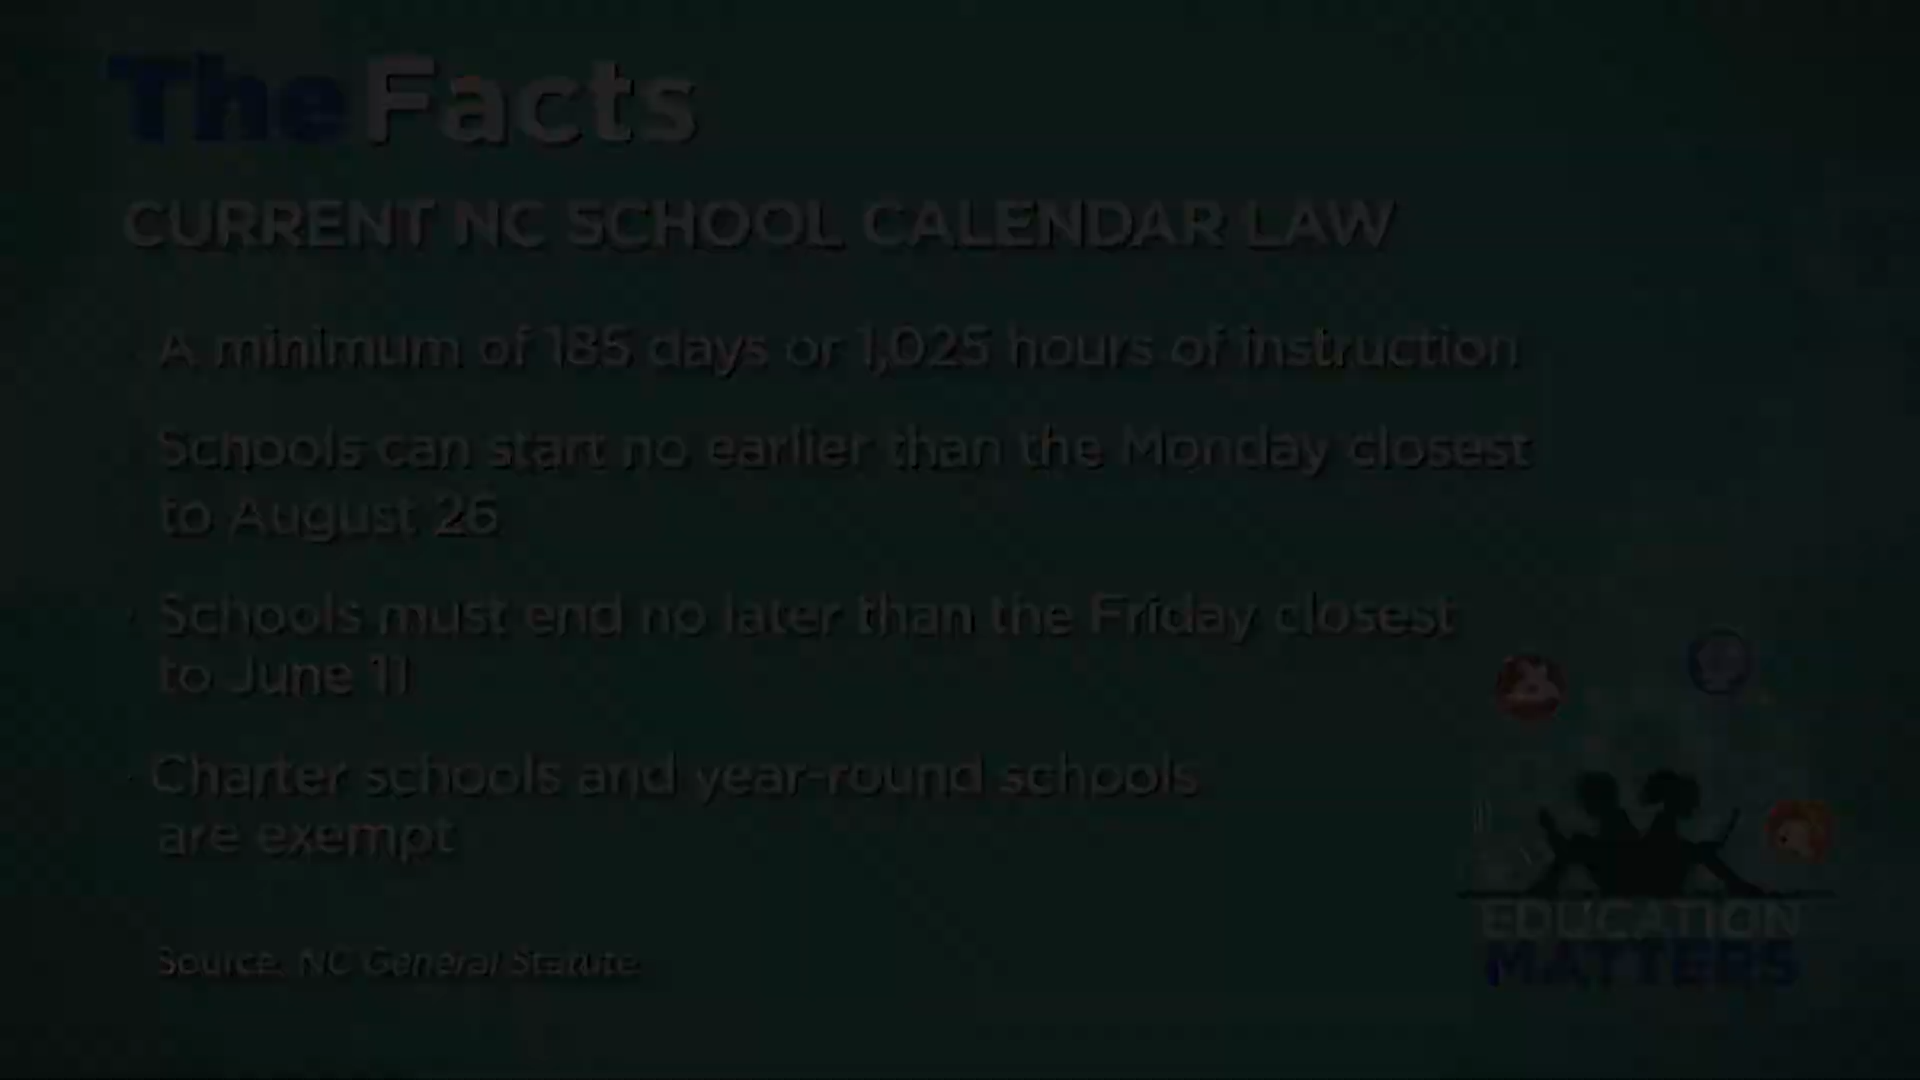 The Facts
CURRENT NC SCHOOL CALENDAR LAW
· A minimum of 185 days or 1,025 hours of instruction
· Schools can start no earlier than the Monday closest
to August 26
· Schools must end no later than the Friday closest
to June 11
· Charter schools and year-round schools
are exempt
Source: NC General Statute
EDUCATION
MATTERS